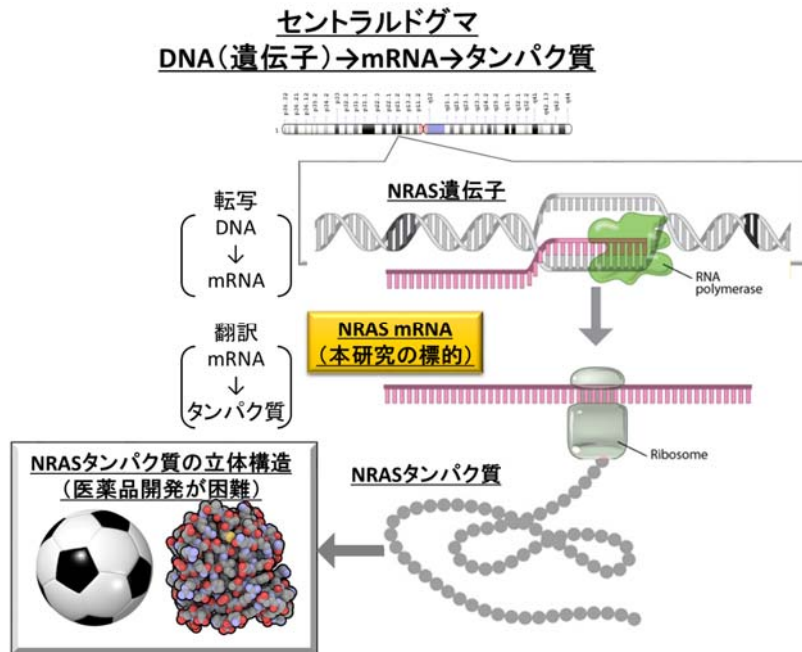 セントラルドグマ
DNA(遺伝子)→mRNA→タンパク質
1
NRAS遺伝子
転写
DNA
↓
mRNA
RNA
polymerase
翻訳
mRNA
↓
タンパク質
NRAS mRNA
(本研究の標的)
Ribosome
NRASタンパク質の立体構造
(医薬品開発が困難)
NRASタンパク質